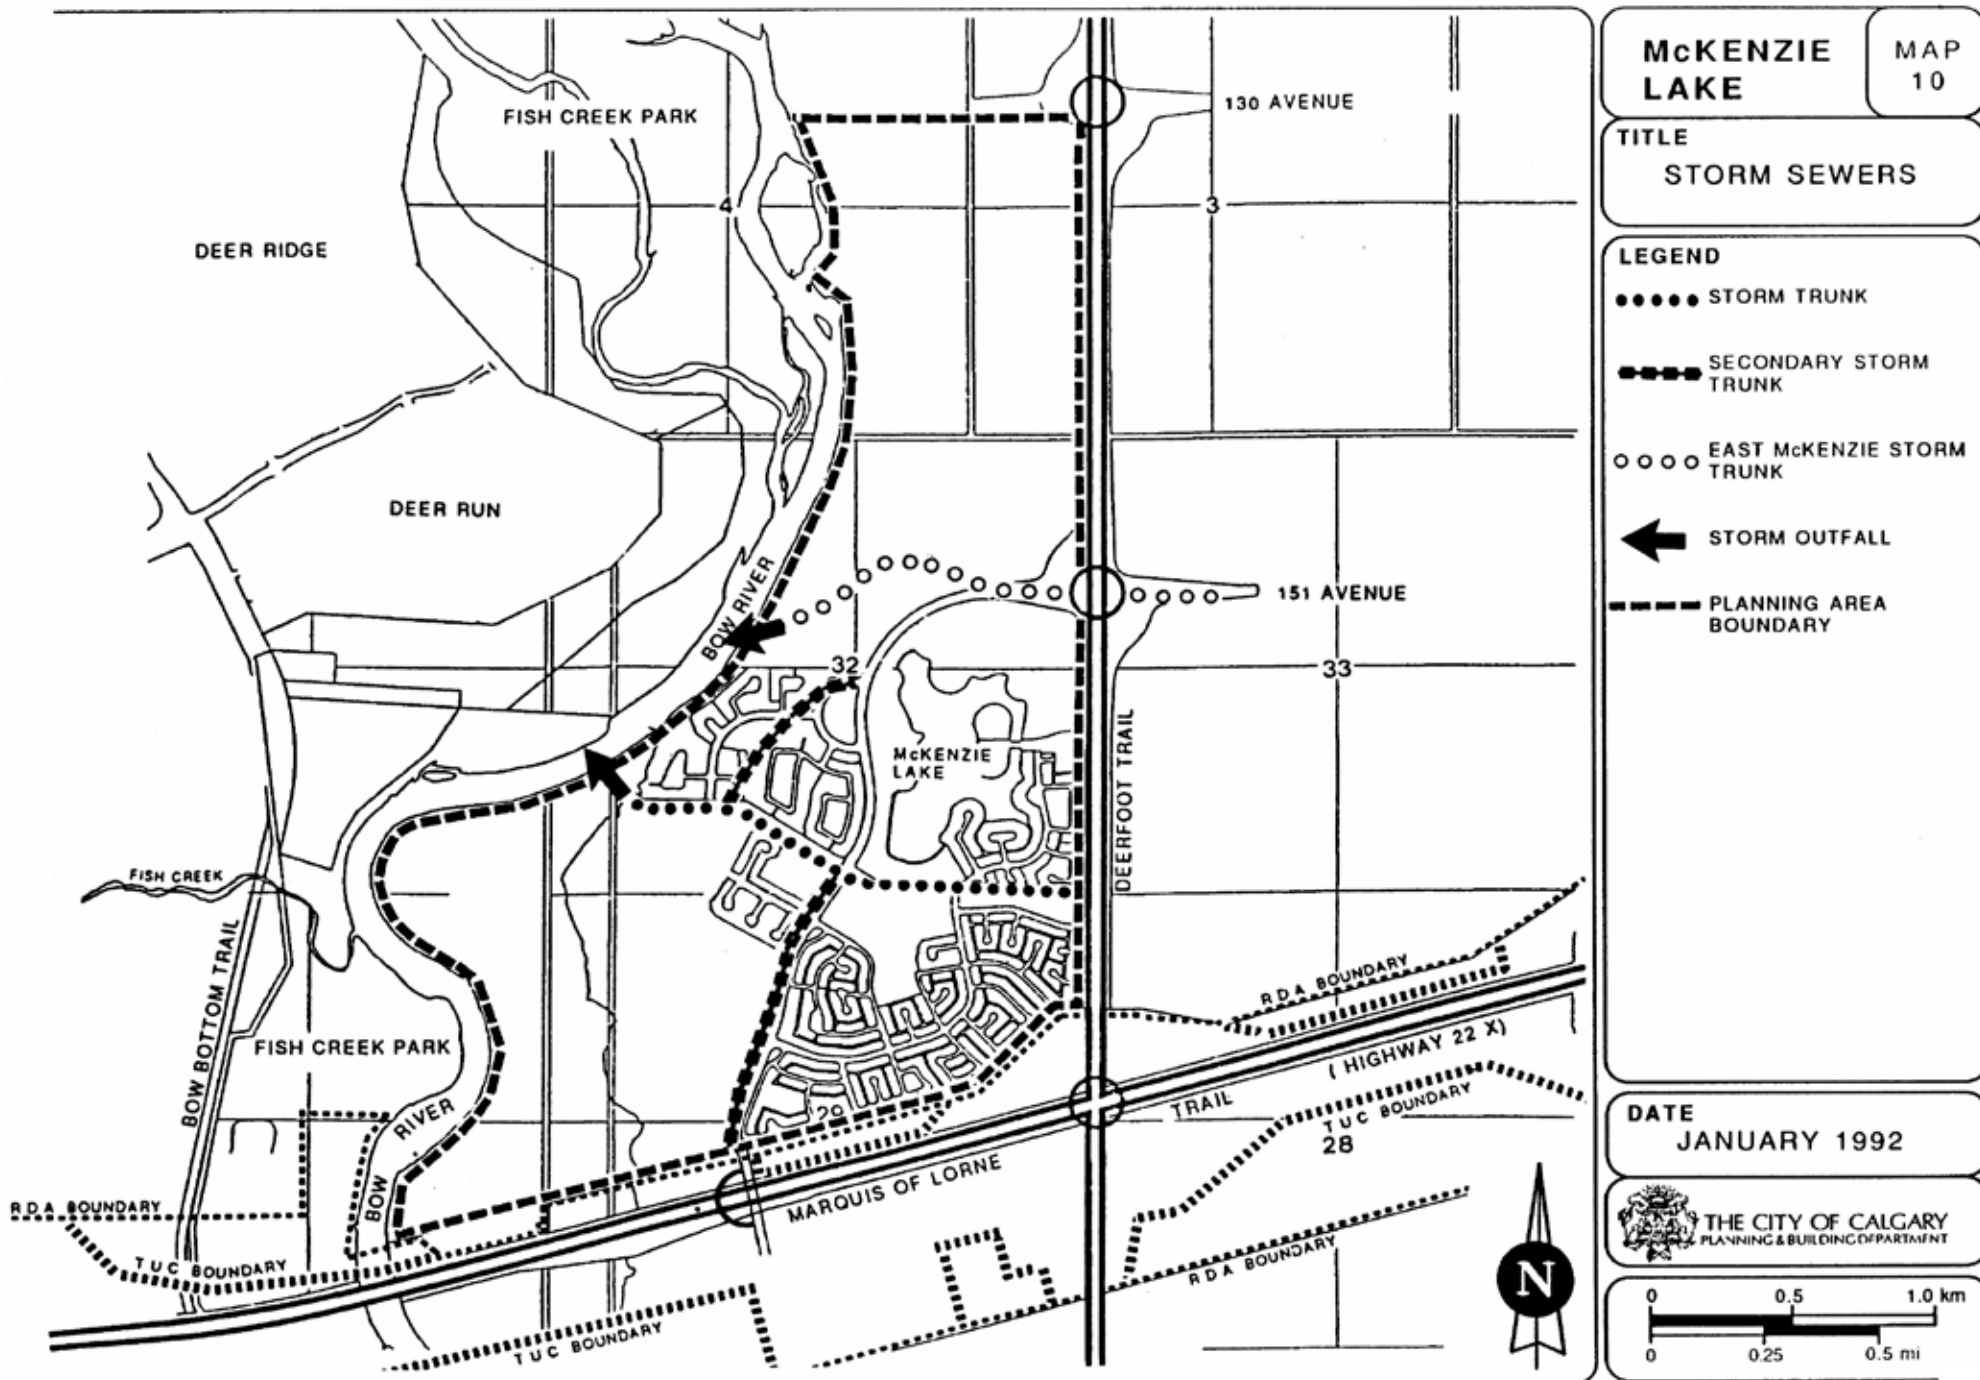 McKENZIE
LAKE
MAP
10
TITLE
STORM SEWERS
LEGEND
STORM TRUNK
SECONDARY STORM
TRUNK
EAST McKENZIE STORM
TRUNK
STORM OUTFALL
PLANNING AREA
BOUNDARY
DATE
JANUARY 1992
THE CITY OF CALGARY
PLANNING & BUILDING DEPARTMENT
0 0.5 1.0 km
0 0.25 0.5 mi
N
FISH CREEK PARK
130 AVENUE
4
3
DEER RIDGE
DEER RUN
BOW RIVER
151 AVENUE
32
33
McKENZIE
LAKE
DEERFOOT TRAIL
FISH CREEK
BOW BOTTOM TRAIL
FISH CREEK PARK
RDA BOUNDARY
(HIGHWAY 22 X)
BOW RIVER
29
TRAIL
TUC BOUNDARY
28
MARQUIS OF LORNE
RDA BOUNDARY
TUC BOUNDARY
RDA BOUNDARY
TUC BOUNDARY